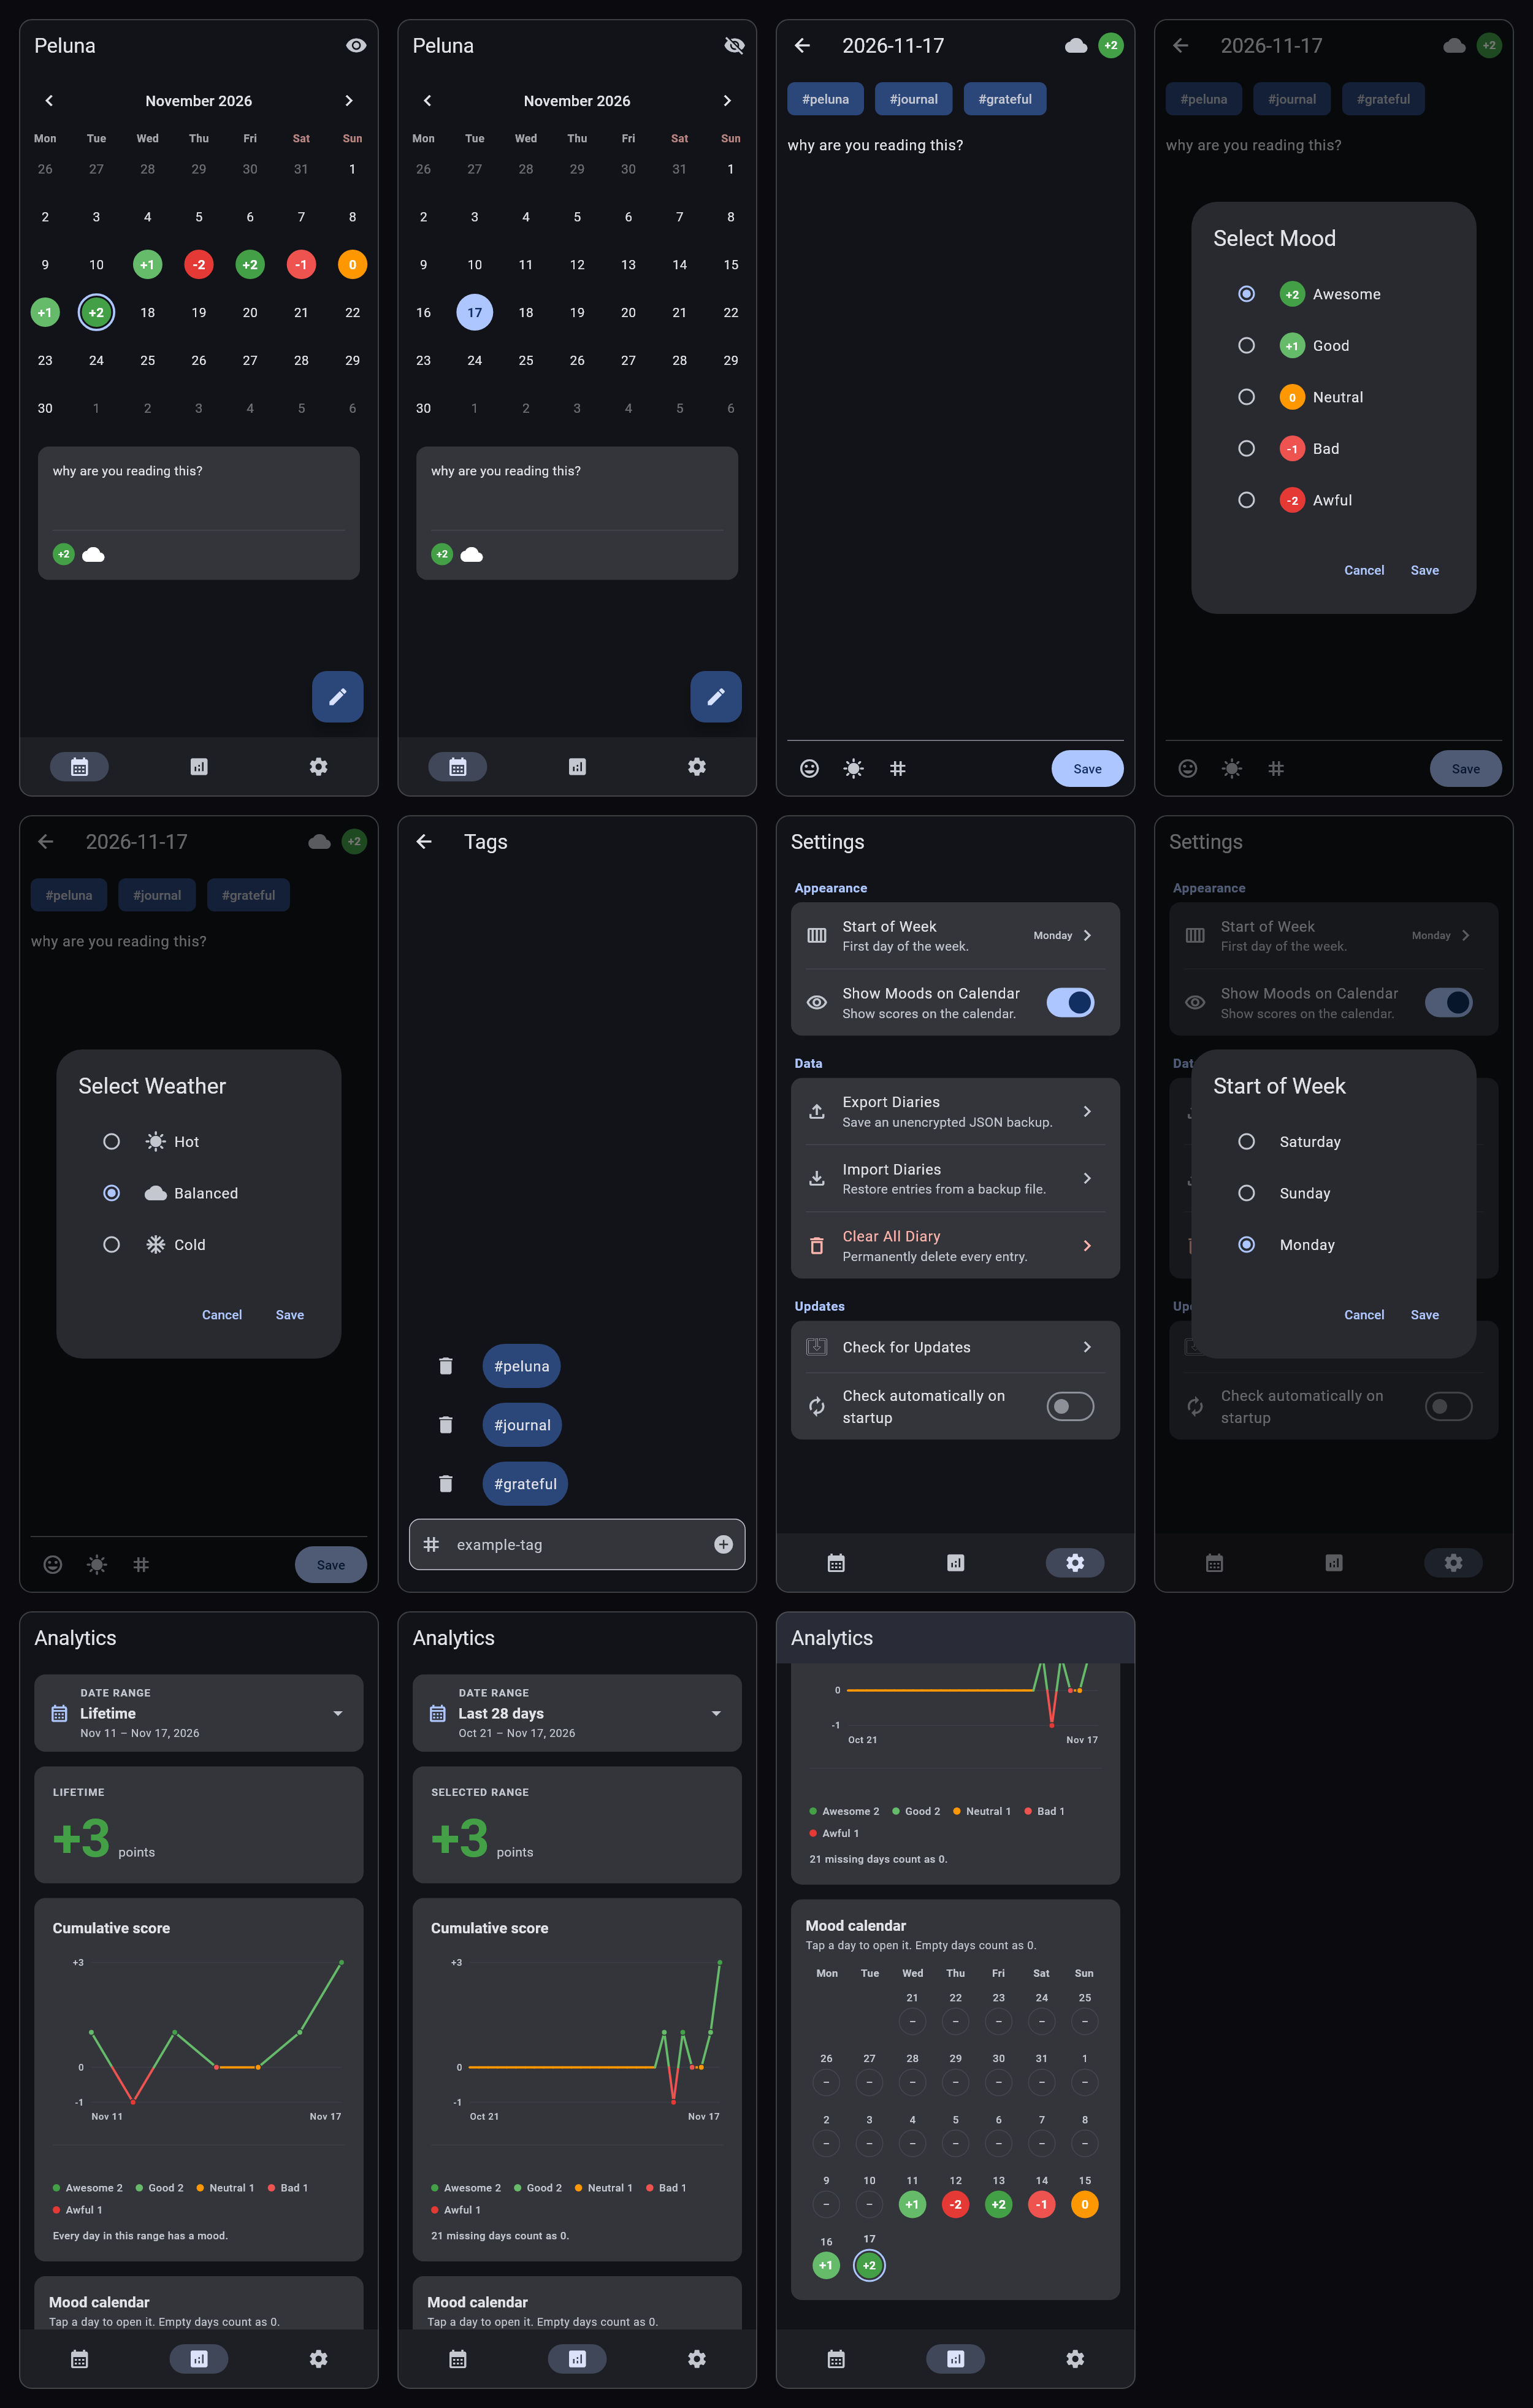 Peluna
November 2026
Mon Tue Wed Thu Fri Sat Sun
26 27 28 29 30 31 1
2 3 4 5 6 7 8
9 10 +1 -2 +2 -1 0
+1 +2 18 19 20 21 22
23 24 25 26 27 28 29
30 1 2 3 4 5 6
why are you reading this?
+2
Peluna
November 2026
Mon Tue Wed Thu Fri Sat Sun
26 27 28 29 30 31 1
2 3 4 5 6 7 8
9 10 11 12 13 14 15
16 17 18 19 20 21 22
23 24 25 26 27 28 29
30 1 2 3 4 5 6
why are you reading this?
+2
2026-11-17 +2
#peluna #journal #grateful
why are you reading this?
Save
2026-11-17 +2
#peluna #journal #grateful
why are you reading this?
Select Mood
+2 Awesome
+1 Good
0 Neutral
-1 Bad
-2 Awful
Cancel Save
Save
2026-11-17 +2
#peluna #journal #grateful
why are you reading this?
Select Weather
Hot
Balanced
Cold
Cancel Save
Save
Tags
#peluna
#journal
#grateful
example-tag
Settings
Appearance
Start of Week
First day of the week.
Monday
Show Moods on Calendar
Show scores on the calendar.
Data
Export Diaries
Save an unencrypted JSON backup.
Import Diaries
Restore entries from a backup file.
Clear All Diary
Permanently delete every entry.
Updates
Check for Updates
Check automatically on
startup
Settings
Appearance
Start of Week
First day of the week.
Monday
Show Moods on Calendar
Show scores on the calendar.
Dat
Start of Week
Saturday
Sunday
Monday
Cancel Save
Up
Check automatically on
startup
Analytics
DATE RANGE
Lifetime
Nov 11 – Nov 17, 2026
LIFETIME
+3 points
Cumulative score
+3
0
-1
Nov 11 Nov 17
Awesome 2 Good 2 Neutral 1 Bad 1
Awful 1
Every day in this range has a mood.
Mood calendar
Tap a day to open it. Empty days count as 0.
Analytics
DATE RANGE
Last 28 days
Oct 21 – Nov 17, 2026
SELECTED RANGE
+3 points
Cumulative score
+3
0
-1
Oct 21 Nov 17
Awesome 2 Good 2 Neutral 1 Bad 1
Awful 1
21 missing days count as 0.
Mood calendar
Tap a day to open it. Empty days count as 0.
Analytics
0
-1
Oct 21 Nov 17
Awesome 2 Good 2 Neutral 1 Bad 1
Awful 1
21 missing days count as 0.
Mood calendar
Tap a day to open it. Empty days count as 0.
Mon Tue Wed Thu Fri Sat Sun
21 22 23 24 25
– – – – –
26 27 28 29 30 31 1
– – – – – – –
2 3 4 5 6 7 8
– – – – – – –
9 10 11 12 13 14 15
– – +1 -2 +2 -1 0
16 17
+1 +2